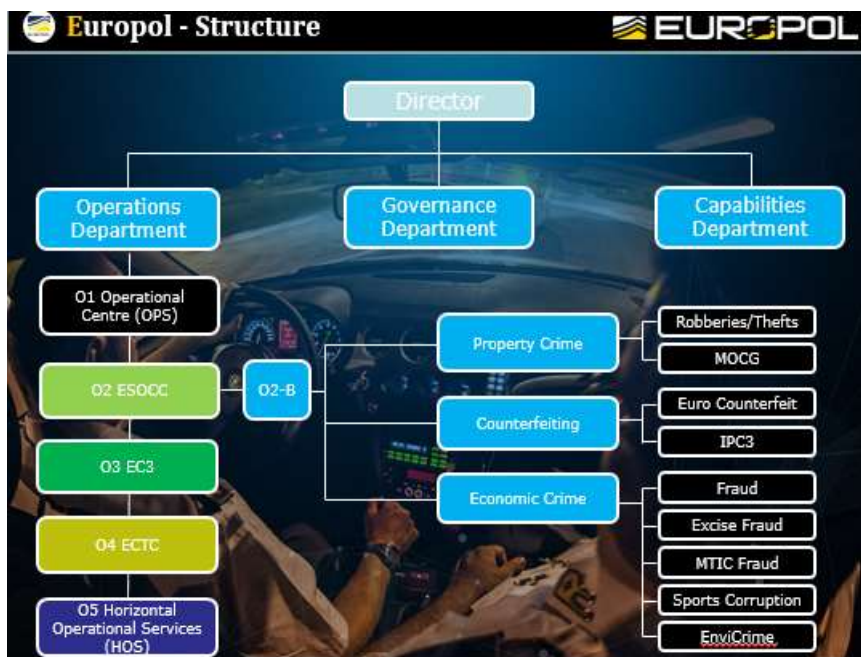 Europol - Structure
EUROPOL
Director
Operations
Department
Governance
Department
Capabilities
Department
O1 Operational
Centre (OPS)
O2 ESOCC
O3 EC3
O4 ECTC
O5 Horizontal
Operational Services
(HOS)
O2-B
Property Crime
Counterfeiting
Economic Crime
Robberies/Thefts
MOCG
Euro Counterfeit
IPC3
Fraud
Excise Fraud
MTIC Fraud
Sports Corruption
EnviCrime